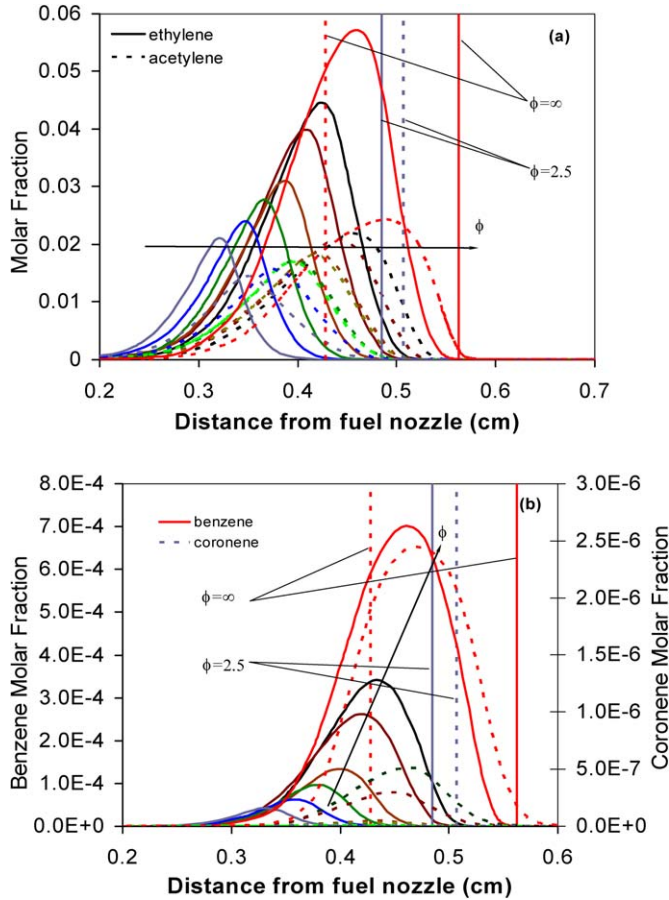 0.06
0.05
0.04
0.03
0.02
0.01
0
Molar Fraction
ethylene
acetylene
(a)
ϕ=∞
ϕ=2.5
ϕ
0.2 0.3 0.4 0.5 0.6 0.7
Distance from fuel nozzle (cm)
8.0E-4
7.0E-4
6.0E-4
5.0E-4
4.0E-4
3.0E-4
2.0E-4
1.0E-4
0.0E+0
Benzene Molar Fraction
benzene
coronene
(b)
ϕ
ϕ=∞
ϕ=2.5
3.0E-6
2.5E-6
2.0E-6
1.5E-6
1.0E-6
5.0E-7
0.0E+0
Coronene Molar Fraction
0.2 0.3 0.4 0.5 0.6
Distance from fuel nozzle (cm)